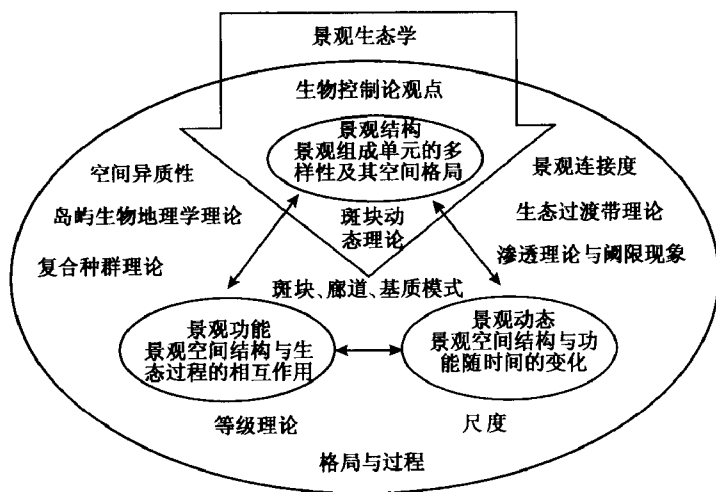 景观生态学
生物控制论观点
景观结构
景观组成单元的多
样性及其空间格局
空间异质性
景观连接度
岛屿生物地理学理论
斑块动
态理论
生态过渡带理论
复合种群理论
渗透理论与阈限现象
斑块、廊道、基质模式
景观功能
景观空间结构与生
态过程的相互作用
景观动态
景观空间结构与功
能随时间的变化
等级理论
尺度
格局与过程